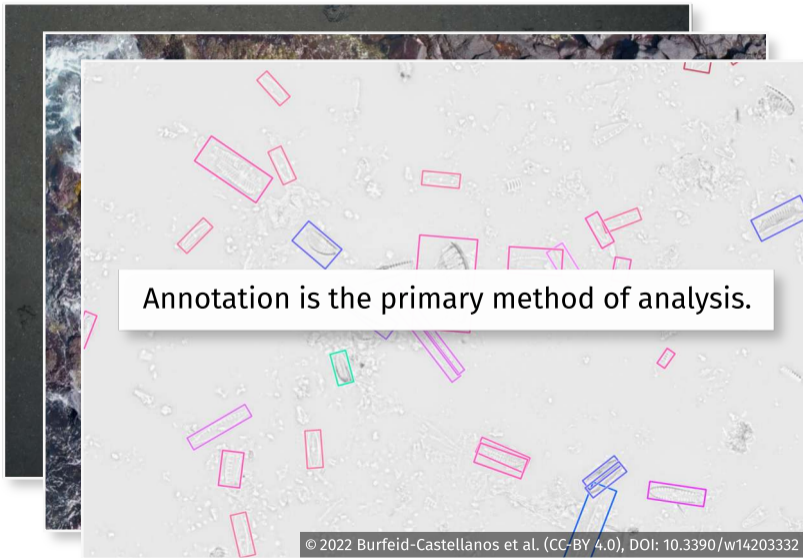 Annotation is the primary method of analysis.
© 2022 Burfeid-Castellanos et al. (CC-BY 4.0), DOI: 10.3390/w14203332